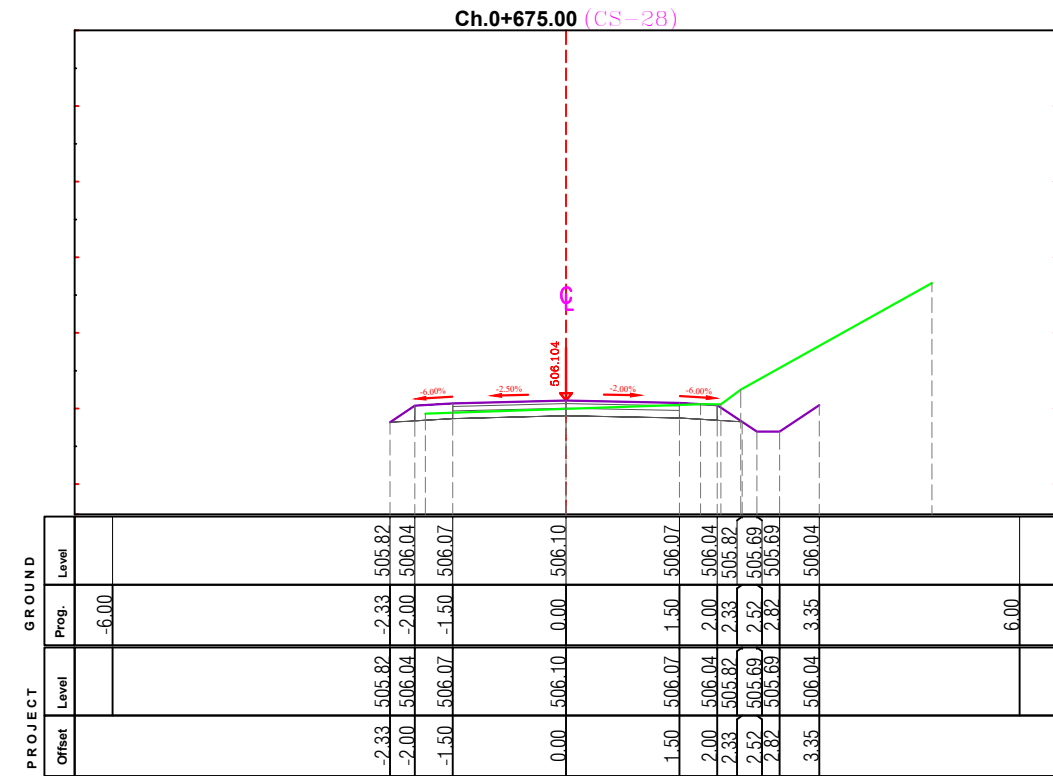 Ch.0+675.00 (CS-28)
CL
506.104
-6.00% -2.50% -2.00% -6.00%
GROUND
Level 505.82 506.04 506.07 506.10 506.07 506.04 505.82 505.69 505.69 506.04
Prog. -6.00 -2.33 -2.00 -1.50 0.00 1.50 2.00 2.33 2.52 2.82 3.35 6.00
PROJECT
Level 505.82 506.04 506.07 506.10 506.07 506.04 505.82 505.69 505.69 506.04
Offset -2.33 -2.00 -1.50 0.00 1.50 2.00 2.33 2.52 2.82 3.35